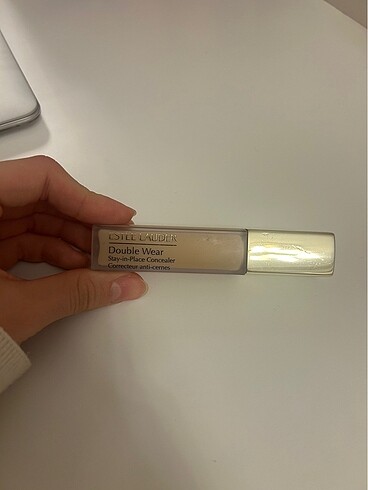 ESTEE LAUDER
Double Wear
Stay-in-Place Concealer
Correcteur anti-cernes